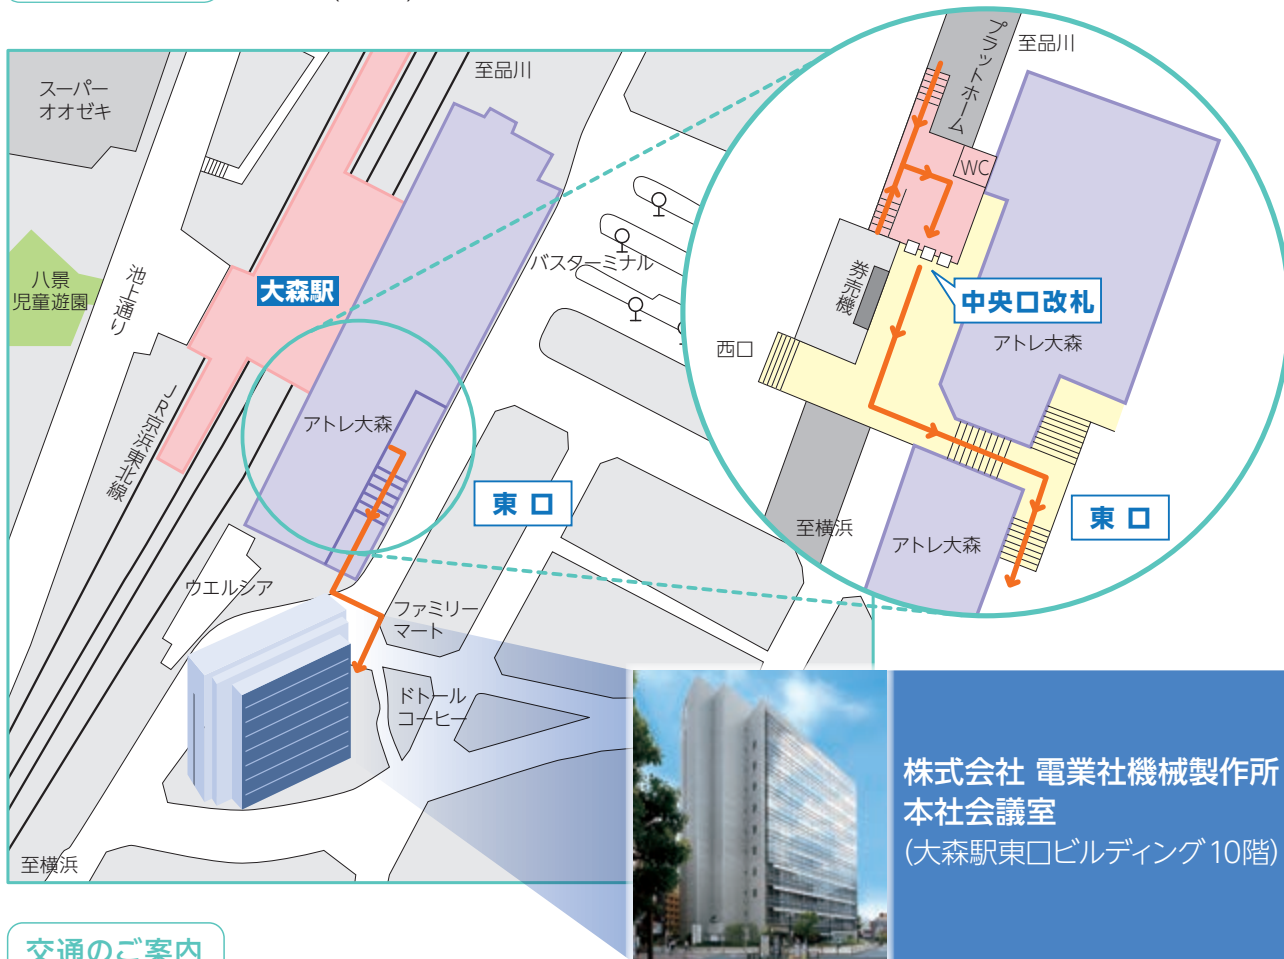 至品川
スーパー
オオゼキ
八景
児童遊園
池上通り
大森駅
バスターミナル
JR京浜東北線
アトレ大森
東口
ウエルシア
ファミリー
マート
ドトール
コーヒー
至横浜
プラットホーム
至品川
WC
券売機
中央口改札
西口
アトレ大森
至横浜
アトレ大森
東口
株式会社 電業社機械製作所
本社会議室
(大森駅東口ビルディング10階)
交通のご案内